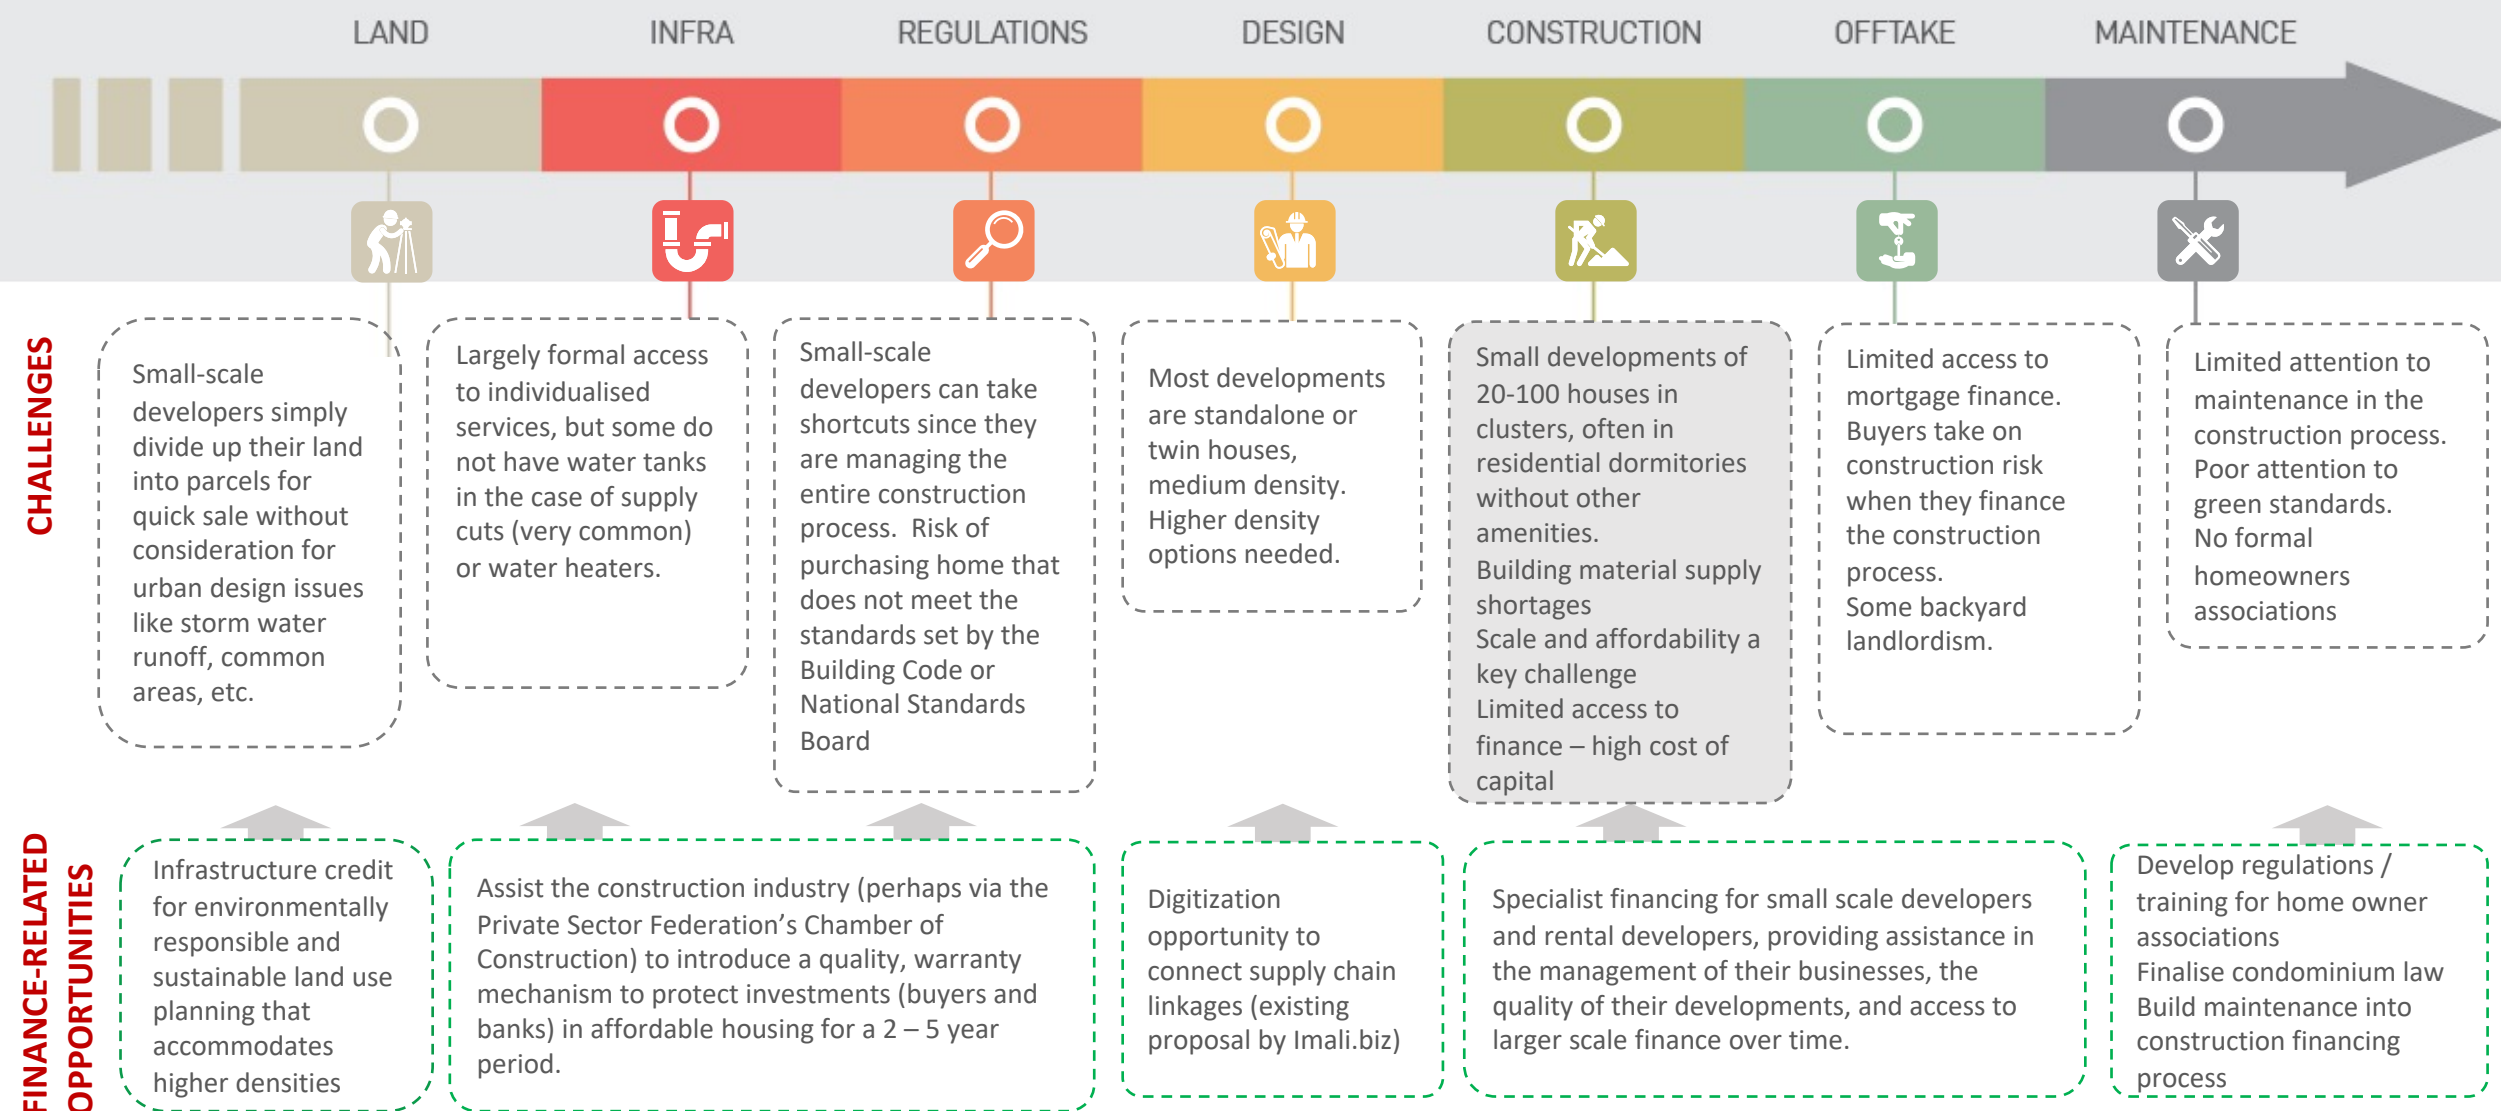 LAND
INFRA
REGULATIONS
DESIGN
CONSTRUCTION
OFFTAKE
MAINTENANCE
CHALLENGES
Small-scale
developers simply
divide up their land
into parcels for
quick sale without
consideration for
urban design issues
like storm water
runoff, common
areas, etc.
Largely formal access
to individualised
services, but some do
not have water tanks
in the case of supply
cuts (very common)
or water heaters.
Small-scale
developers can take
shortcuts since they
are managing the
entire construction
process.  Risk of
purchasing home that
does not meet the
standards set by the
Building Code or
National Standards
Board
Most developments
are standalone or
twin houses,
medium density.
Higher density
options needed.
Small developments of
20-100 houses in
clusters, often in
residential dormitories
without other
amenities.
Building material supply
shortages
Scale and affordability a
key challenge
Limited access to
finance – high cost of
capital
Limited access to
mortgage finance.
Buyers take on
construction risk
when they finance
the construction
process.
Some backyard
landlordism.
Limited attention to
maintenance in the
construction process.
Poor attention to
green standards.
No formal
homeowners
associations
FINANCE-RELATED
OPPORTUNITIES
Infrastructure credit
for environmentally
responsible and
sustainable land use
planning that
accommodates
higher densities
Assist the construction industry (perhaps via the
Private Sector Federation’s Chamber of
Construction) to introduce a quality, warranty
mechanism to protect investments (buyers and
banks) in affordable housing for a 2 – 5 year
period.
Digitization
opportunity to
connect supply chain
linkages (existing
proposal by Imali.biz)
Specialist financing for small scale developers
and rental developers, providing assistance in
the management of their businesses, the
quality of their developments, and access to
larger scale finance over time.
Develop regulations /
training for home owner
associations
Finalise condominium law
Build maintenance into
construction financing
process